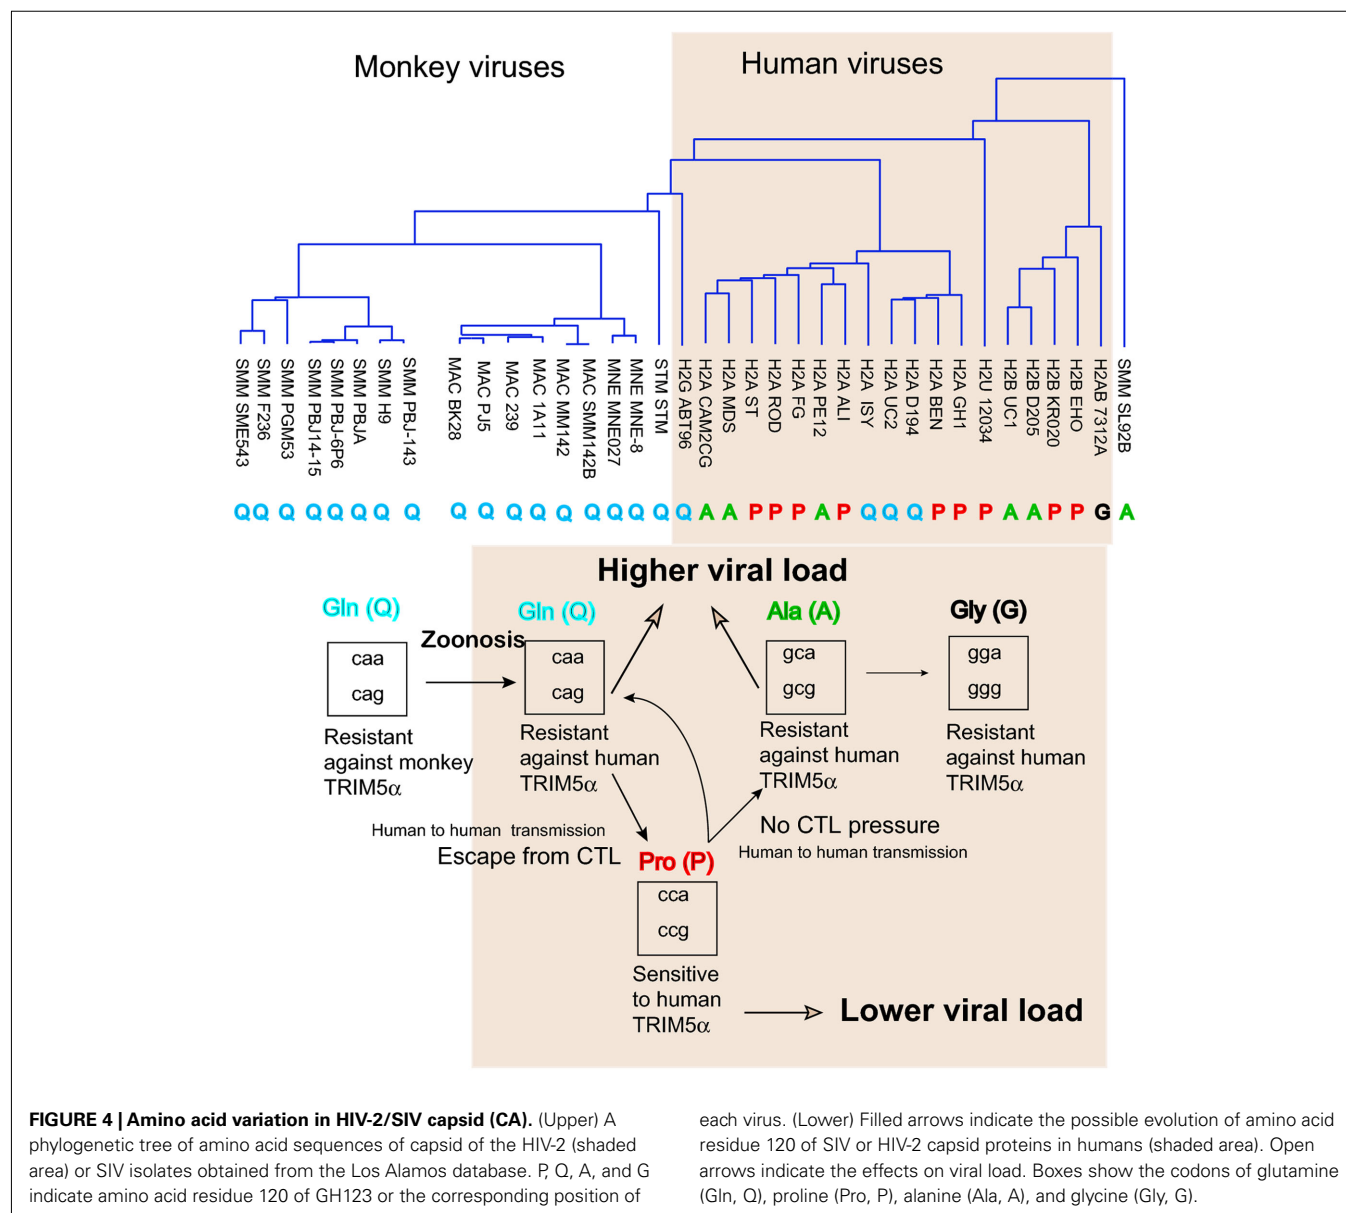 Monkey viruses
Human viruses
SMM SME543
SMM F236
SMM PGM53
SMM PBJ14-15
SMM PBJ-6P6
SMM PBJA
SMM H9
SMM PBJ-143
MAC BK28
MAC PJ5
MAC 239
MAC 1A11
MAC MM142
MAC SMM142B
MNE MNE027
MNE MNE-8
STM STM
H2G ABT96
H2A CAM2CG
H2A MDS
H2A ST
H2A ROD
H2A FG
H2A PE12
H2A ALI
H2A ISY
H2A UC2
H2A D194
H2A BEN
H2A GH1
H2U 12034
H2B UC1
H2B D205
H2B KR020
H2B EHO
H2AB 7312A
SMM SL92B
Q Q Q Q Q Q Q Q Q Q Q Q Q Q Q Q Q Q A A P P P A P Q Q Q P P P A A P P G A
Higher viral load
Gln (Q)
caa
cag
Resistant
against monkey
TRIM5α
Zoonosis
Gln (Q)
caa
cag
Resistant
against human
TRIM5α
Ala (A)
gca
gcg
Resistant
against human
TRIM5α
Gly (G)
gga
ggg
Resistant
against human
TRIM5α
Human to human transmission
Escape from CTL
No CTL pressure
Human to human transmission
Pro (P)
cca
ccg
Sensitive
to human
TRIM5α
Lower viral load
FIGURE 4 | Amino acid variation in HIV-2/SIV capsid (CA). (Upper) A
phylogenetic tree of amino acid sequences of capsid of the HIV-2 (shaded
area) or SIV isolates obtained from the Los Alamos database. P, Q, A, and G
indicate amino acid residue 120 of GH123 or the corresponding position of
each virus. (Lower) Filled arrows indicate the possible evolution of amino acid
residue 120 of SIV or HIV-2 capsid proteins in humans (shaded area). Open
arrows indicate the effects on viral load. Boxes show the codons of glutamine
(Gln, Q), proline (Pro, P), alanine (Ala, A), and glycine (Gly, G).